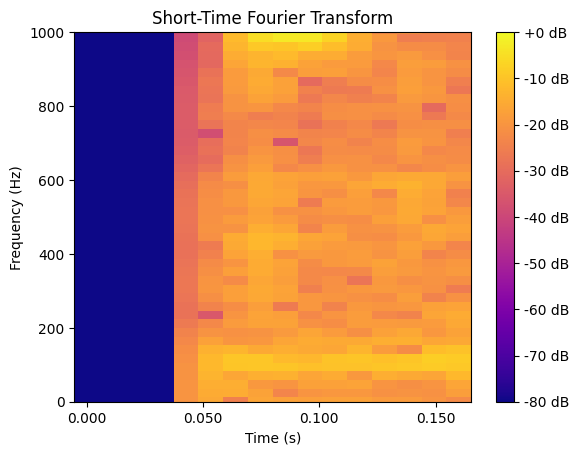 Short-Time Fourier Transform
1000
800
600
400
200
0
Frequency (Hz)
0.000
0.050
0.100
0.150
Time (s)
+0 dB
-10 dB
-20 dB
-30 dB
-40 dB
-50 dB
-60 dB
-70 dB
-80 dB